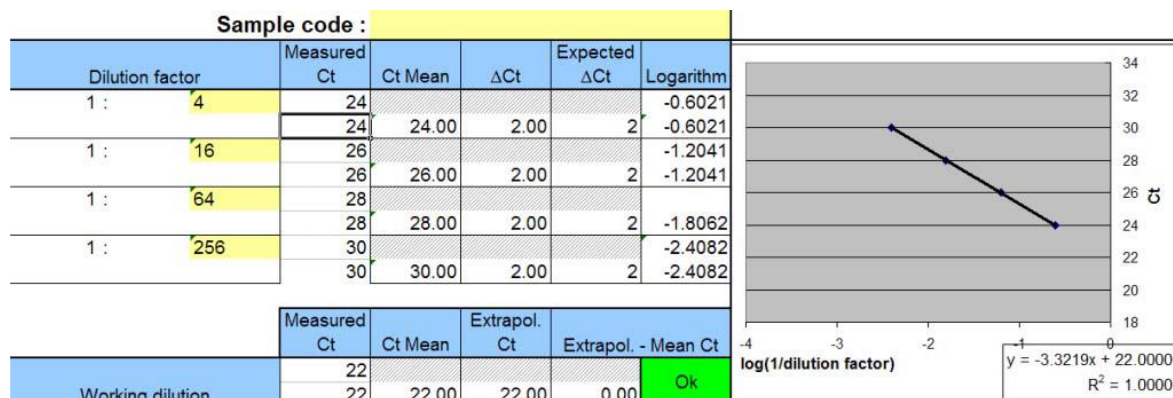 Sample code :
Dilution factor Measured Ct Ct Mean ΔCt Expected ΔCt Logarithm
1 : 4 24 -0.6021
24 24.00 2.00 2 -0.6021
1 : 16 26 -1.2041
26 26.00 2.00 2 -1.2041
1 : 64 28
28 28.00 2.00 2 -1.8062
1 : 256 30 -2.4082
30 30.00 2.00 2 -2.4082
Measured Ct Ct Mean Extrapol. Ct Extrapol. - Mean Ct
22
Working dilution 22 22.00 22.00 0.00 Ok
34
32
30
28
26
24
22
20
18
Ct
-4 -3 -2 -1 0
log(1/dilution factor)
y = -3.3219x + 22.0000
R² = 1.0000